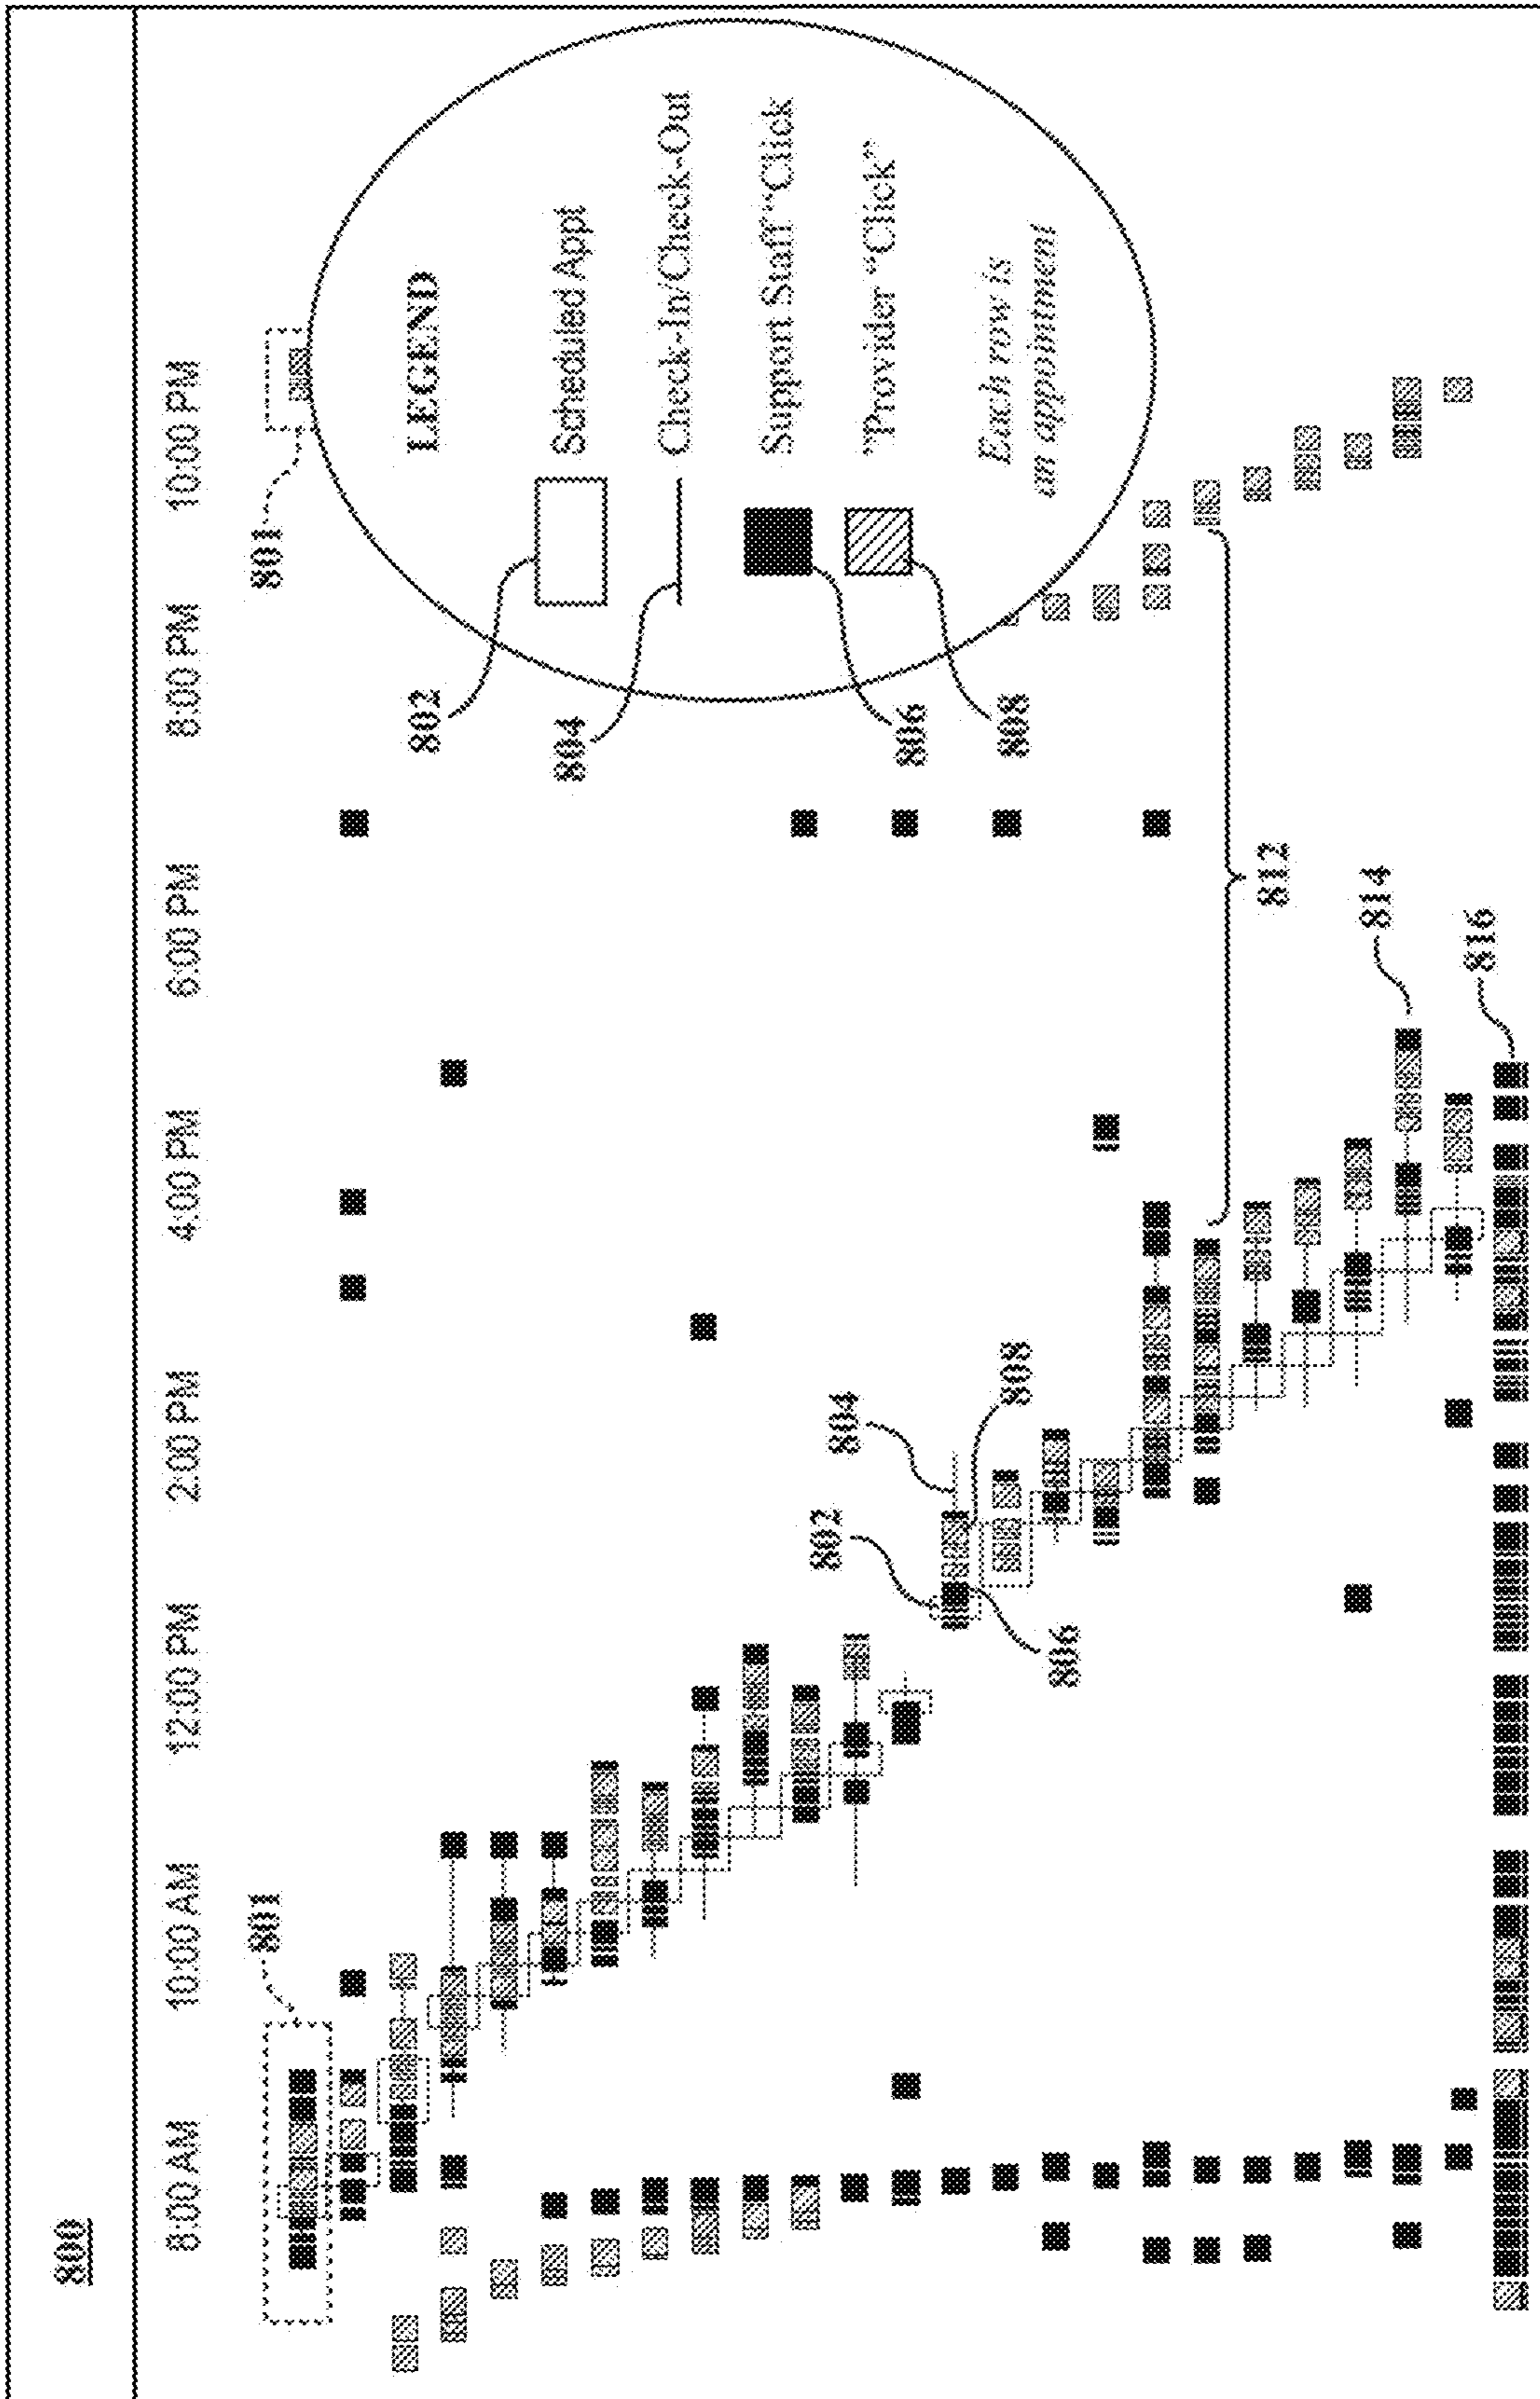 800
8:00 AM 10:00 AM 12:00 PM 2:00 PM 4:00 PM 6:00 PM 8:00 PM 10:00 PM
801
801
LEGEND
802
Scheduled Appt
804
Check-In/Check-Out
Support Staff "Click
806
"Provider "Click"
808
Each row is
an appointment
802
804
806
808
812
814
816